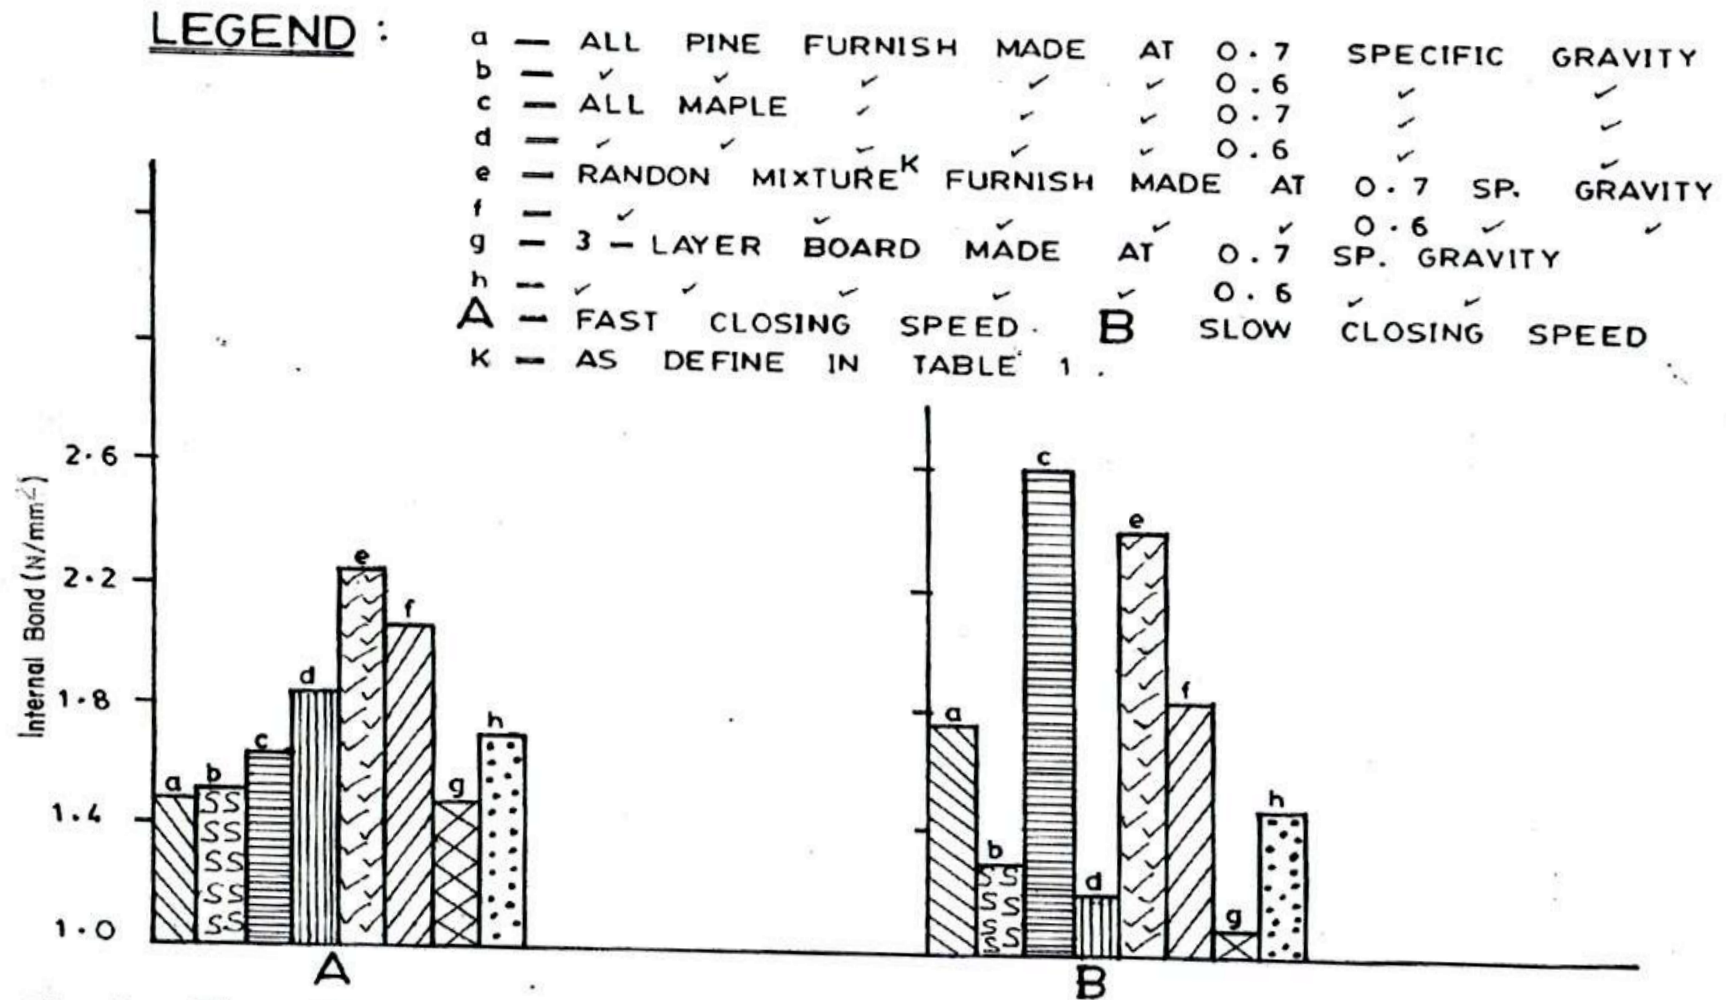 LEGEND :
a — ALL PINE FURNISH MADE AT 0.7 SPECIFIC GRAVITY
b — ✓ ✓ ✓ ✓ ✓ 0.6 ✓ ✓
c — ALL MAPLE ✓ ✓ ✓ 0.7 ✓ ✓
d — ✓ ✓ ✓ ✓ ✓ 0.6 ✓ ✓
e — RANDON MIXTURE^K FURNISH MADE AT 0.7 SP. GRAVITY
f — ✓ ✓ ✓ ✓ ✓ 0.6 ✓ ✓
g — 3 — LAYER BOARD MADE AT 0.7 SP. GRAVITY
h — ✓ ✓ ✓ ✓ ✓ 0.6 ✓ ✓
A — FAST CLOSING SPEED. B SLOW CLOSING SPEED
K — AS DEFINE IN TABLE 1.
Internal Bond (N/mm²)
2.6
2.2
1.8
1.4
1.0
a
b
c
d
e
f
g
h
A
a
b
c
d
e
f
g
h
B